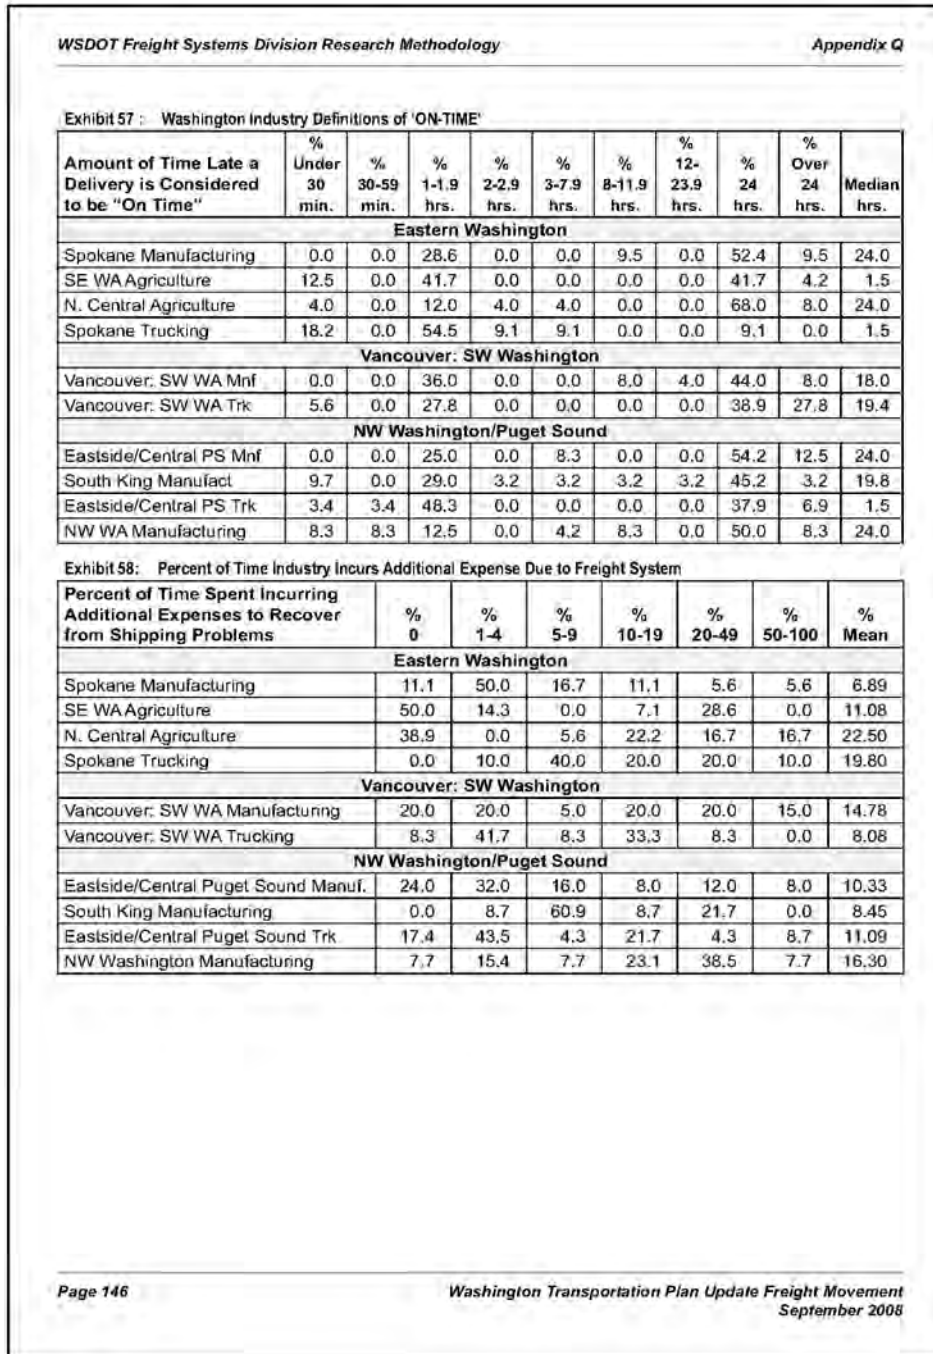 WSDOT Freight Systems Division Research Methodology Appendix Q
Exhibit 57 : Washington Industry Definitions of 'ON-TIME'
Amount of Time Late a Delivery is Considered to be "On Time" % Under 30 min. % 30-59 min. % 1-1.9 hrs. % 2-2.9 hrs. % 3-7.9 hrs. % 8-11.9 hrs. % 12-23.9 hrs. % 24 hrs. % Over 24 hrs. Median hrs.
Eastern Washington
Spokane Manufacturing 0.0 0.0 28.6 0.0 0.0 9.5 0.0 52.4 9.5 24.0
SE WA Agriculture 12.5 0.0 41.7 0.0 0.0 0.0 0.0 41.7 4.2 1.5
N. Central Agriculture 4.0 0.0 12.0 4.0 4.0 0.0 0.0 68.0 8.0 24.0
Spokane Trucking 18.2 0.0 54.5 9.1 9.1 0.0 0.0 9.1 0.0 1.5
Vancouver: SW Washington
Vancouver: SW WA Mnf 0.0 0.0 36.0 0.0 0.0 8.0 4.0 44.0 8.0 18.0
Vancouver: SW WA Trk 5.6 0.0 27.8 0.0 0.0 0.0 0.0 38.9 27.8 19.4
NW Washington/Puget Sound
Eastside/Central PS Mnf 0.0 0.0 25.0 0.0 8.3 0.0 0.0 54.2 12.5 24.0
South King Manufact 9.7 0.0 29.0 3.2 3.2 3.2 3.2 45.2 3.2 19.8
Eastside/Central PS Trk 3.4 3.4 48.3 0.0 0.0 0.0 0.0 37.9 6.9 1.5
NW WA Manufacturing 8.3 8.3 12.5 0.0 4.2 8.3 0.0 50.0 8.3 24.0
Exhibit 58: Percent of Time Industry Incurs Additional Expense Due to Freight System
Percent of Time Spent Incurring Additional Expenses to Recover from Shipping Problems % 0 % 1-4 % 5-9 % 10-19 % 20-49 % 50-100 % Mean
Eastern Washington
Spokane Manufacturing 11.1 50.0 16.7 11.1 5.6 5.6 6.89
SE WA Agriculture 50.0 14.3 0.0 7.1 28.6 0.0 11.08
N. Central Agriculture 38.9 0.0 5.6 22.2 16.7 16.7 22.50
Spokane Trucking 0.0 10.0 40.0 20.0 20.0 10.0 19.80
Vancouver: SW Washington
Vancouver: SW WA Manufacturing 20.0 20.0 5.0 20.0 20.0 15.0 14.78
Vancouver: SW WA Trucking 8.3 41.7 8.3 33.3 8.3 0.0 8.08
NW Washington/Puget Sound
Eastside/Central Puget Sound Manuf. 24.0 32.0 16.0 8.0 12.0 8.0 10.33
South King Manufacturing 0.0 8.7 60.9 8.7 21.7 0.0 8.45
Eastside/Central Puget Sound Trk 17.4 43.5 4.3 21.7 4.3 8.7 11.09
NW Washington Manufacturing 7.7 15.4 7.7 23.1 38.5 7.7 16.30
Page 146 Washington Transportation Plan Update Freight Movement
September 2008